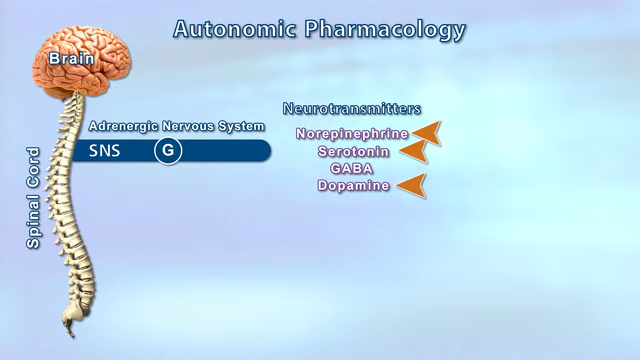 Autonomic Pharmacology
Brain
Spinal Cord
Adrenergic Nervous System
SNS G
Neurotransmitters
Norepinephrine
Serotonin
GABA
Dopamine